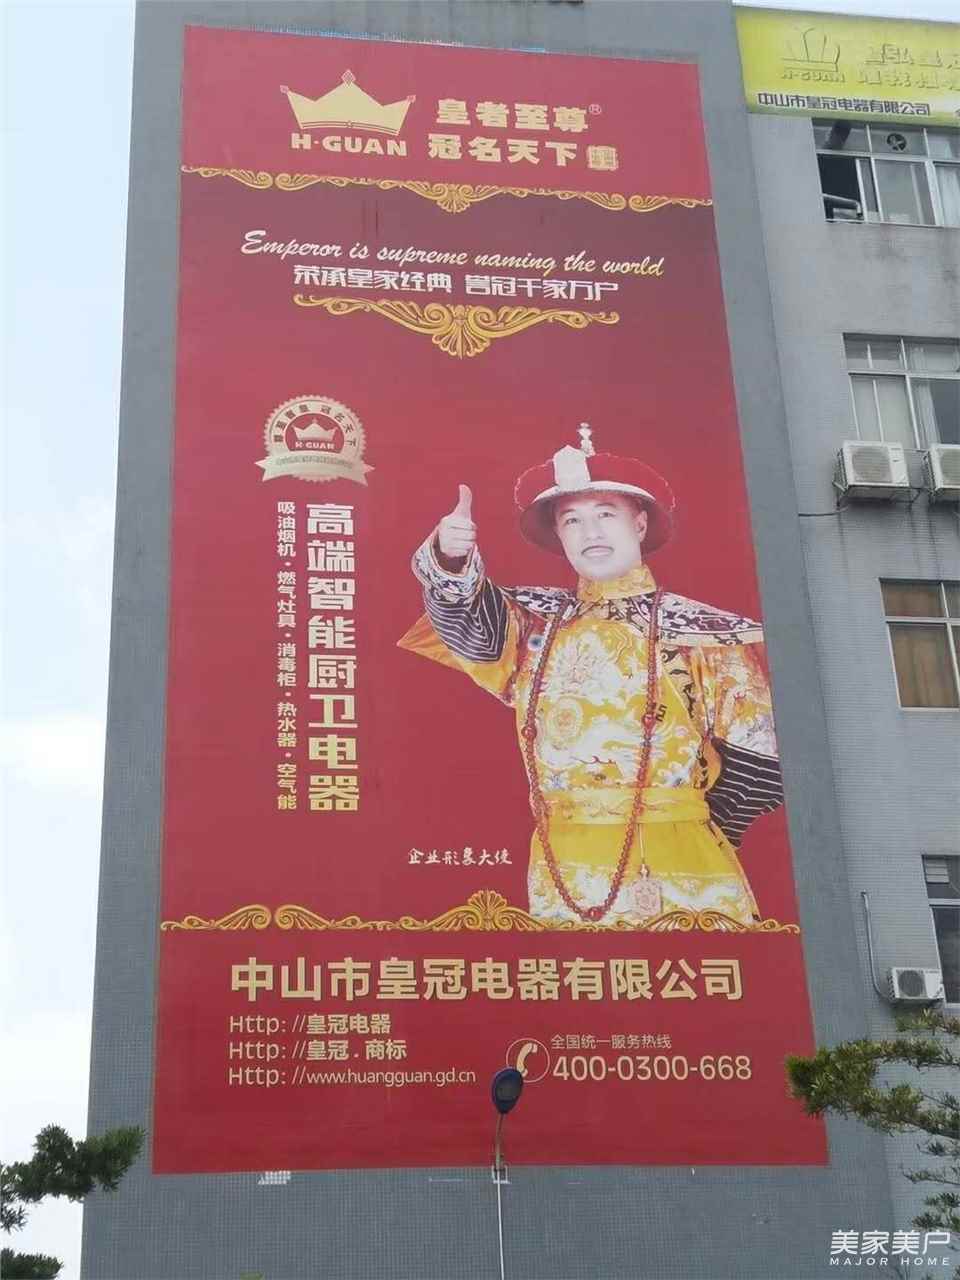 H·GUAN
皇者至尊®
冠名天下
Emperor is supreme naming the world
荣承皇家经典 誉冠千家万户
H·GUAN
高端智能厨卫电器
吸油烟机·燃气灶具·消毒柜·热水器·空气能
企业形象大使
中山市皇冠电器有限公司
Http: //皇冠电器
Http: //皇冠.商标
Http: //www.huangguan.gd.cn
全国统一服务热线
400-0300-668
H·GUAN
中山市皇冠电器有限公司
美家美户
MAJOR HOME